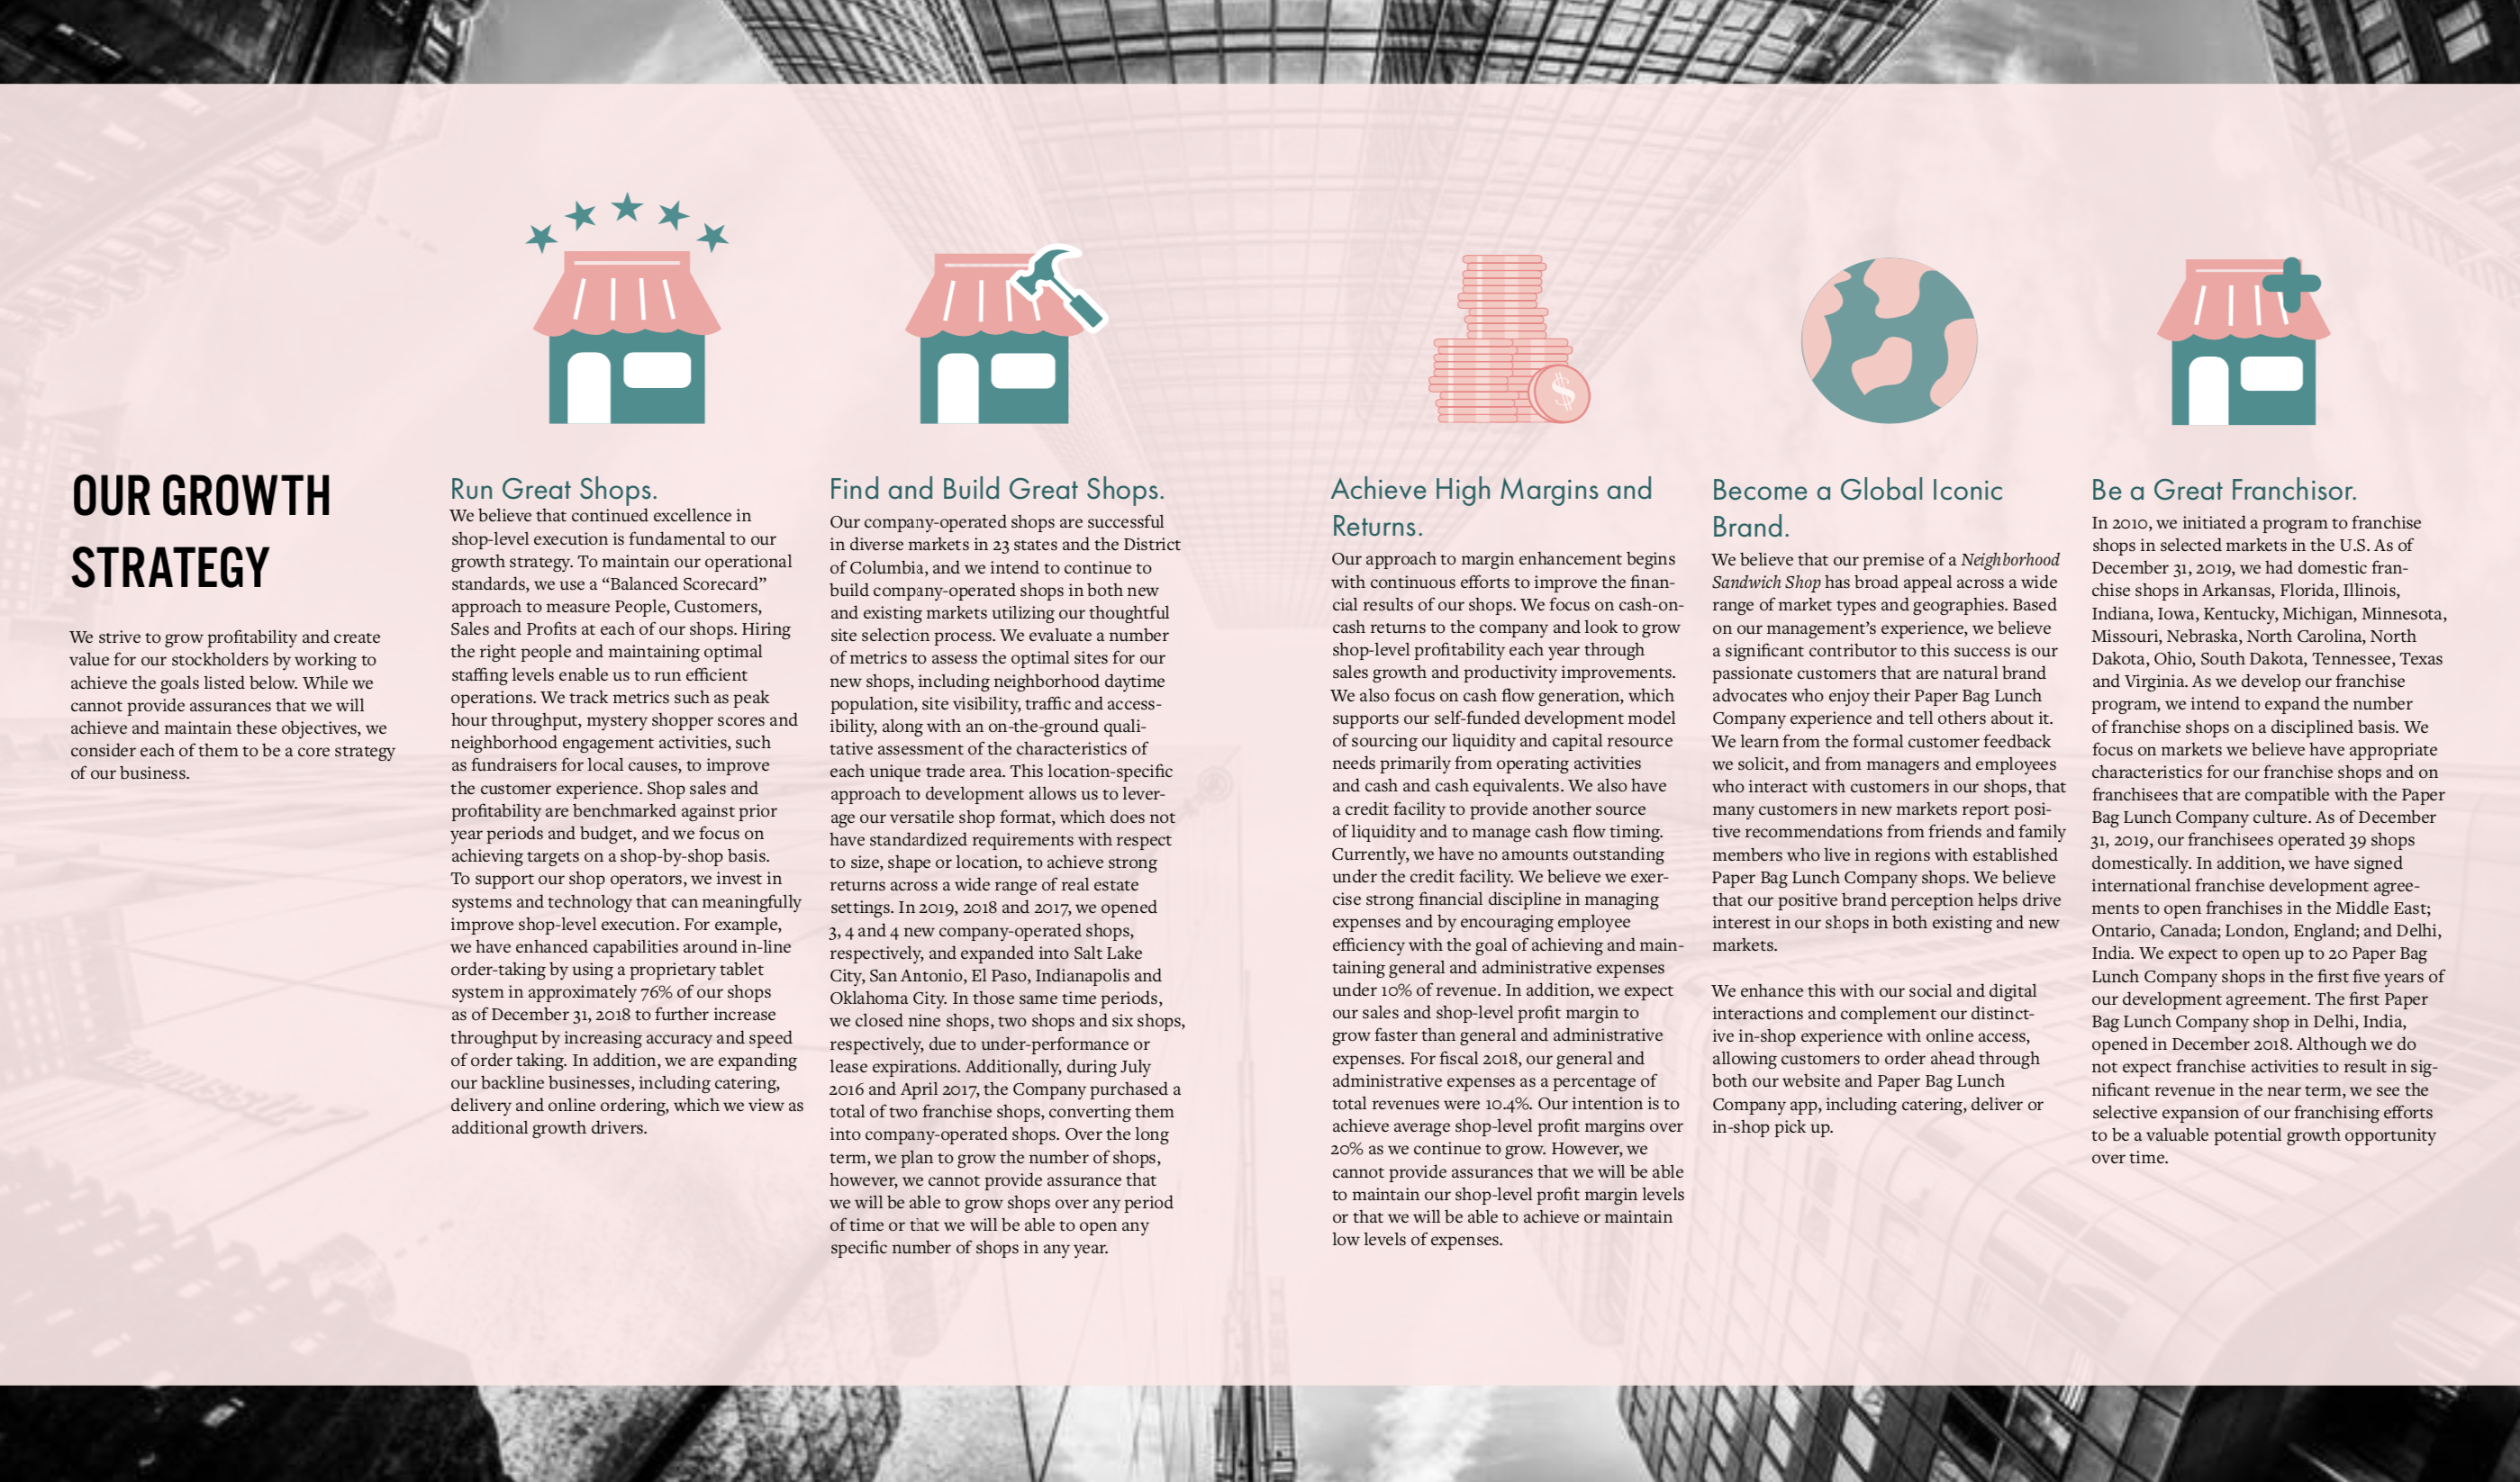 OUR GROWTH
STRATEGY
We strive to grow profitability and create
value for our stockholders by working to
achieve the goals listed below. While we
cannot provide assurances that we will
achieve and maintain these objectives, we
consider each of them to be a core strategy
of our business.
Run Great Shops.
We believe that continued excellence in
shop-level execution is fundamental to our
growth strategy. To maintain our operational
standards, we use a “Balanced Scorecard”
approach to measure People, Customers,
Sales and Profits at each of our shops. Hiring
the right people and maintaining optimal
staffing levels enable us to run efficient
operations. We track metrics such as peak
hour throughput, mystery shopper scores and
neighborhood engagement activities, such
as fundraisers for local causes, to improve
the customer experience. Shop sales and
profitability are benchmarked against prior
year periods and budget, and we focus on
achieving targets on a shop-by-shop basis.
To support our shop operators, we invest in
systems and technology that can meaningfully
improve shop-level execution. For example,
we have enhanced capabilities around in-line
order-taking by using a proprietary tablet
system in approximately 76% of our shops
as of December 31, 2018 to further increase
throughput by increasing accuracy and speed
of order taking. In addition, we are expanding
our backline businesses, including catering,
delivery and online ordering, which we view as
additional growth drivers.
Find and Build Great Shops.
Our company-operated shops are successful
in diverse markets in 23 states and the District
of Columbia, and we intend to continue to
build company-operated shops in both new
and existing markets utilizing our thoughtful
site selection process. We evaluate a number
of metrics to assess the optimal sites for our
new shops, including neighborhood daytime
population, site visibility, traffic and access-
ibility, along with an on-the-ground quali-
tative assessment of the characteristics of
each unique trade area. This location-specific
approach to development allows us to lever-
age our versatile shop format, which does not
have standardized requirements with respect
to size, shape or location, to achieve strong
returns across a wide range of real estate
settings. In 2019, 2018 and 2017, we opened
3, 4 and 4 new company-operated shops,
respectively, and expanded into Salt Lake
City, San Antonio, El Paso, Indianapolis and
Oklahoma City. In those same time periods,
we closed nine shops, two shops and six shops,
respectively, due to under-performance or
lease expirations. Additionally, during July
2016 and April 2017, the Company purchased a
total of two franchise shops, converting them
into company-operated shops. Over the long
term, we plan to grow the number of shops,
however, we cannot provide assurance that
we will be able to grow shops over any period
of time or that we will be able to open any
specific number of shops in any year.
Achieve High Margins and
Returns.
Our approach to margin enhancement begins
with continuous efforts to improve the finan-
cial results of our shops. We focus on cash-on-
cash returns to the company and look to grow
shop-level profitability each year through
sales growth and productivity improvements.
We also focus on cash flow generation, which
supports our self-funded development model
of sourcing our liquidity and capital resource
needs primarily from operating activities
and cash and cash equivalents. We also have
a credit facility to provide another source
of liquidity and to manage cash flow timing.
Currently, we have no amounts outstanding
under the credit facility. We believe we exer-
cise strong financial discipline in managing
expenses and by encouraging employee
efficiency with the goal of achieving and main-
taining general and administrative expenses
under 10% of revenue. In addition, we expect
our sales and shop-level profit margin to
grow faster than general and administrative
expenses. For fiscal 2018, our general and
administrative expenses as a percentage of
total revenues were 10.4%. Our intention is to
achieve average shop-level profit margins over
20% as we continue to grow. However, we
cannot provide assurances that we will be able
to maintain our shop-level profit margin levels
or that we will be able to achieve or maintain
low levels of expenses.
Become a Global Iconic
Brand.
We believe that our premise of a Neighborhood
Sandwich Shop has broad appeal across a wide
range of market types and geographies. Based
on our management’s experience, we believe
a significant contributor to this success is our
passionate customers that are natural brand
advocates who enjoy their Paper Bag Lunch
Company experience and tell others about it.
We learn from the formal customer feedback
we solicit, and from managers and employees
who interact with customers in our shops, that
many customers in new markets report posi-
tive recommendations from friends and family
members who live in regions with established
Paper Bag Lunch Company shops. We believe
that our positive brand perception helps drive
interest in our shops in both existing and new
markets.
We enhance this with our social and digital
interactions and complement our distinct-
ive in-shop experience with online access,
allowing customers to order ahead through
both our website and Paper Bag Lunch
Company app, including catering, deliver or
in-shop pick up.
Be a Great Franchisor.
In 2010, we initiated a program to franchise
shops in selected markets in the U.S. As of
December 31, 2019, we had domestic fran-
chise shops in Arkansas, Florida, Illinois,
Indiana, Iowa, Kentucky, Michigan, Minnesota,
Missouri, Nebraska, North Carolina, North
Dakota, Ohio, South Dakota, Tennessee, Texas
and Virginia. As we develop our franchise
program, we intend to expand the number
of franchise shops on a disciplined basis. We
focus on markets we believe have appropriate
characteristics for our franchise shops and on
franchisees that are compatible with the Paper
Bag Lunch Company culture. As of December
31, 2019, our franchisees operated 39 shops
domestically. In addition, we have signed
international franchise development agree-
ments to open franchises in the Middle East;
Ontario, Canada; London, England; and Delhi,
India. We expect to open up to 20 Paper Bag
Lunch Company shops in the first five years of
our development agreement. The first Paper
Bag Lunch Company shop in Delhi, India,
opened in December 2018. Although we do
not expect franchise activities to result in sig-
nificant revenue in the near term, we see the
selective expansion of our franchising efforts
to be a valuable potential growth opportunity
over time.